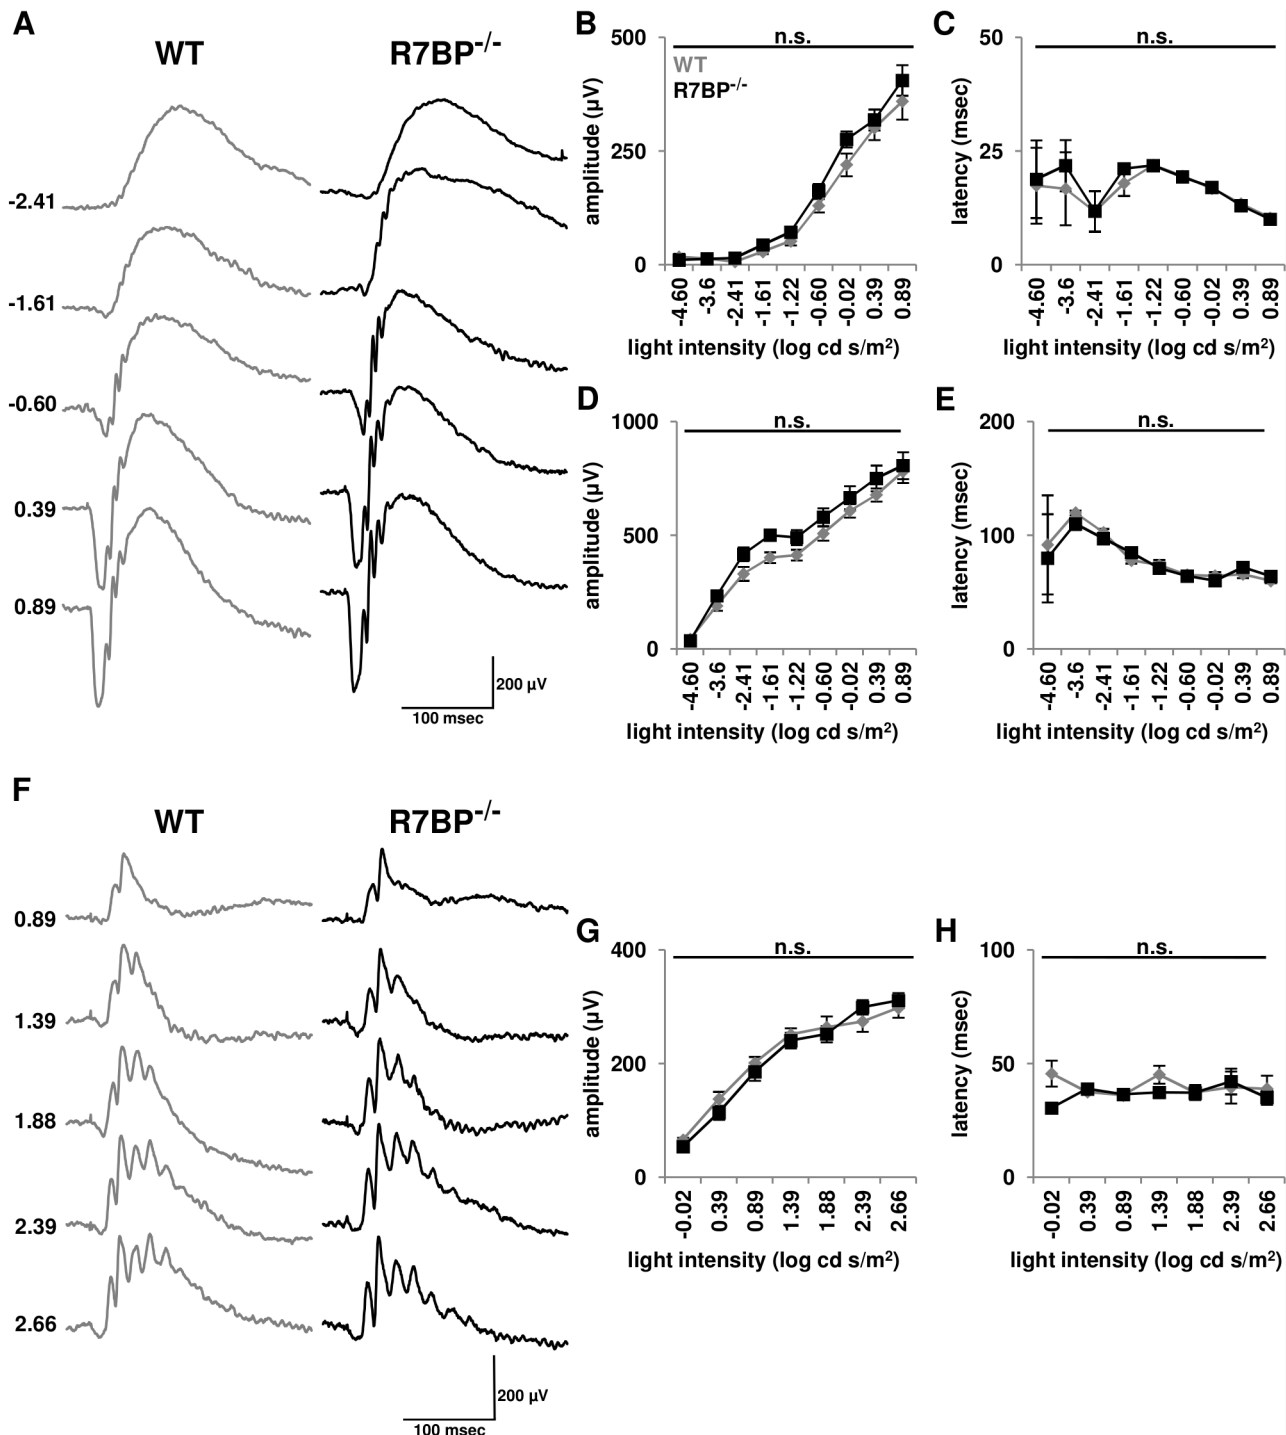 A
WT
R7BP-/-
-2.41
-1.61
-0.60
0.39
0.89
200 μV
100 msec
B
n.s.
WT
R7BP-/-
500
250
0
amplitude (μV)
-4.60
-3.6
-2.41
-1.61
-1.22
-0.60
-0.02
0.39
0.89
light intensity (log cd s/m²)
C
n.s.
50
25
0
latency (msec)
-4.60
-3.6
-2.41
-1.61
-1.22
-0.60
-0.02
0.39
0.89
light intensity (log cd s/m²)
D
n.s.
1000
500
0
amplitude (μV)
-4.60
-3.6
-2.41
-1.61
-1.22
-0.60
-0.02
0.39
0.89
light intensity (log cd s/m²)
E
n.s.
200
100
0
latency (msec)
-4.60
-3.6
-2.41
-1.61
-1.22
-0.60
-0.02
0.39
0.89
light intensity (log cd s/m²)
F
WT
R7BP-/-
0.89
1.39
1.88
2.39
2.66
200 μV
100 msec
G
n.s.
400
200
0
amplitude (μV)
-0.02
0.39
0.89
1.39
1.88
2.39
2.66
light intensity (log cd s/m²)
H
n.s.
100
50
0
latency (msec)
-0.02
0.39
0.89
1.39
1.88
2.39
2.66
light intensity (log cd s/m²)